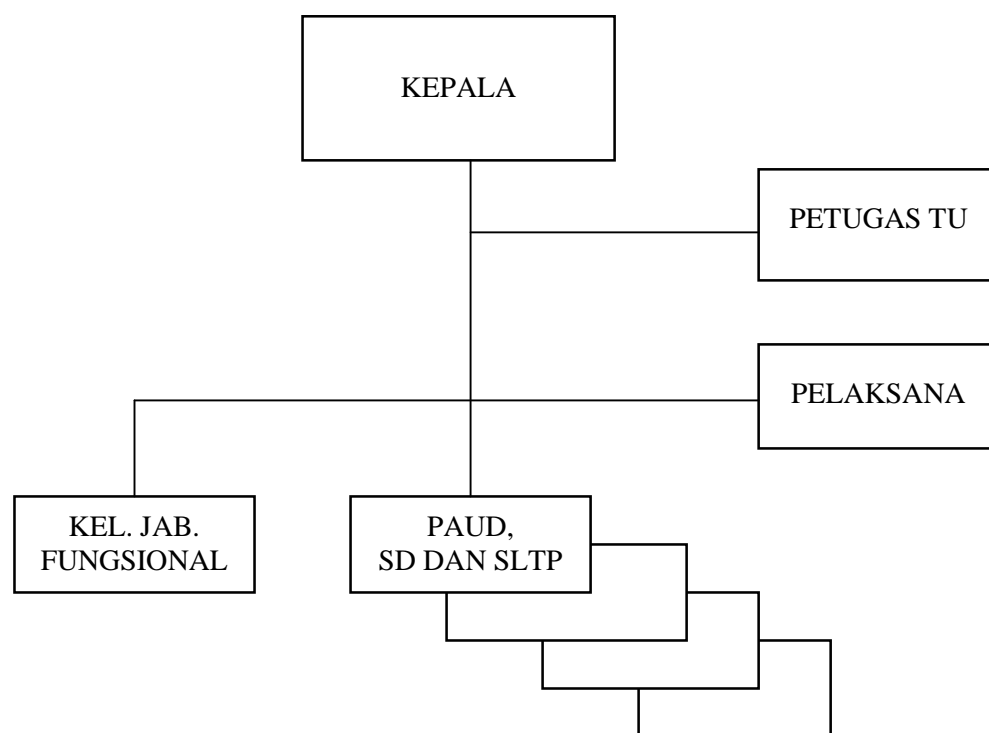 KEPALA
PETUGAS TU
PELAKSANA
KEL. JAB.
FUNGSIONAL
PAUD,
SD DAN SLTP